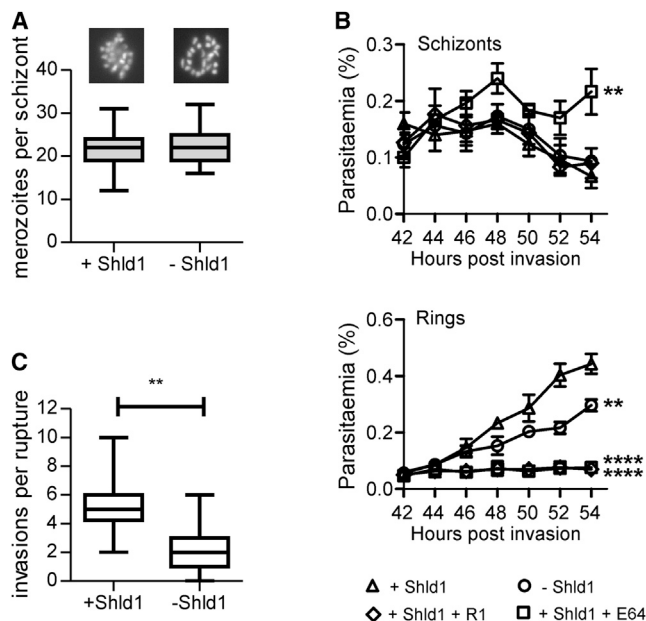 A
merozoites per schizont
40
30
20
10
0
+ Shld1 - Shld1
B
Schizonts
Parasitaemia (%)
0.3
0.2
0.1
0.0
**
42 44 46 48 50 52 54
Hours post invasion
Rings
Parasitaemia (%)
0.6
0.4
0.2
0.0
**
****
****
42 44 46 48 50 52 54
Hours post invasion
+ Shld1 - Shld1
+ Shld1 + R1 + Shld1 + E64
C
invasions per rupture
**
12
10
8
6
4
2
0
+Shld1 -Shld1